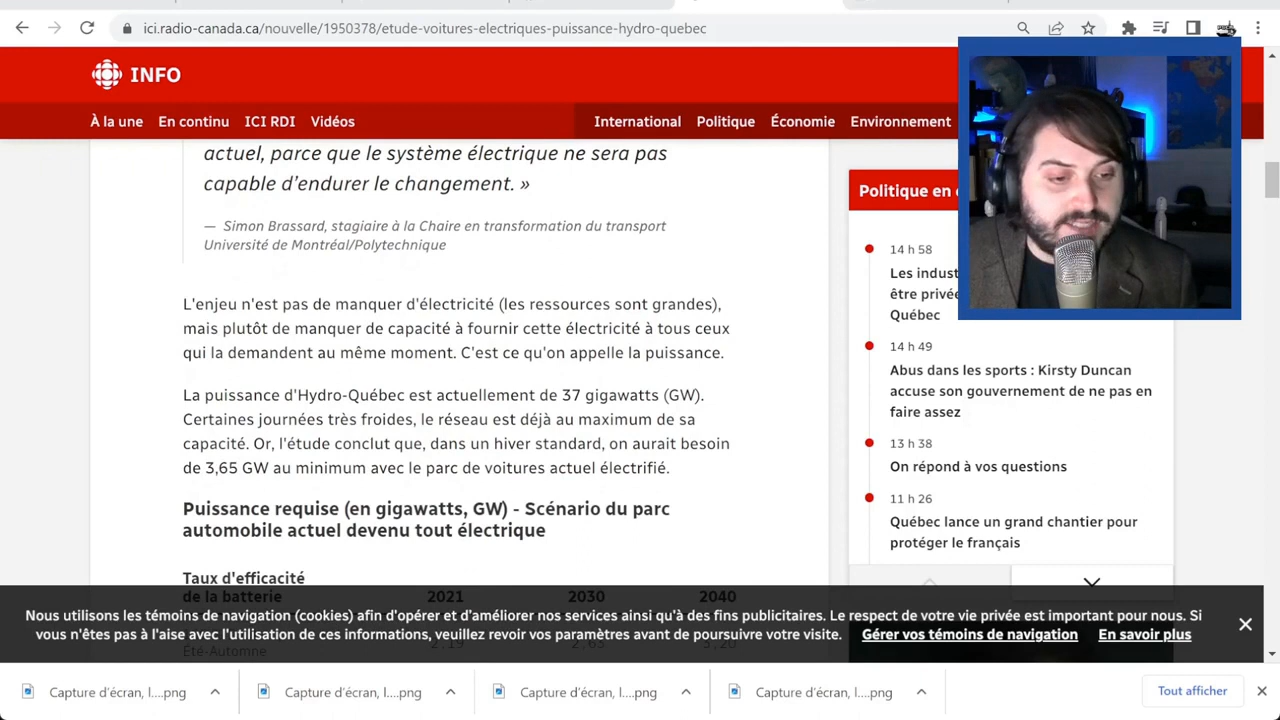 ici.radio-canada.ca/nouvelle/1950378/etude-voitures-electriques-puissance-hydro-quebec
INFO
À la une En continu ICI RDI Vidéos
International Politique Économie Environnement
actuel, parce que le système électrique ne sera pas
capable d'endurer le changement. »
— Simon Brassard, stagiaire à la Chaire en transformation du transport
Université de Montréal/Polytechnique
L'enjeu n'est pas de manquer d'électricité (les ressources sont grandes),
mais plutôt de manquer de capacité à fournir cette électricité à tous ceux
qui la demandent au même moment. C'est ce qu'on appelle la puissance.
La puissance d'Hydro-Québec est actuellement de 37 gigawatts (GW).
Certaines journées très froides, le réseau est déjà au maximum de sa
capacité. Or, l'étude conclut que, dans un hiver standard, on aurait besoin
de 3,65 GW au minimum avec le parc de voitures actuel électrifié.
Puissance requise (en gigawatts, GW) - Scénario du parc
automobile actuel devenu tout électrique
Taux d'efficacité
de la batterie 2021 2030 2040
Été-Automne 2,19 2,65 3,20
Politique en
14 h 58
Les indust
être privée
Québec
14 h 49
Abus dans les sports : Kirsty Duncan
accuse son gouvernement de ne pas en
faire assez
13 h 38
On répond à vos questions
11 h 26
Québec lance un grand chantier pour
protéger le français
Nous utilisons les témoins de navigation (cookies) afin d'opérer et d'améliorer nos services ainsi qu'à des fins publicitaires. Le respect de votre vie privée est important pour nous. Si
vous n'êtes pas à l'aise avec l'utilisation de ces informations, veuillez revoir vos paramètres avant de poursuivre votre visite. Gérer vos témoins de navigation En savoir plus
Capture d'écran, l....png Capture d'écran, l....png Capture d'écran, l....png Capture d'écran, l....png Tout afficher